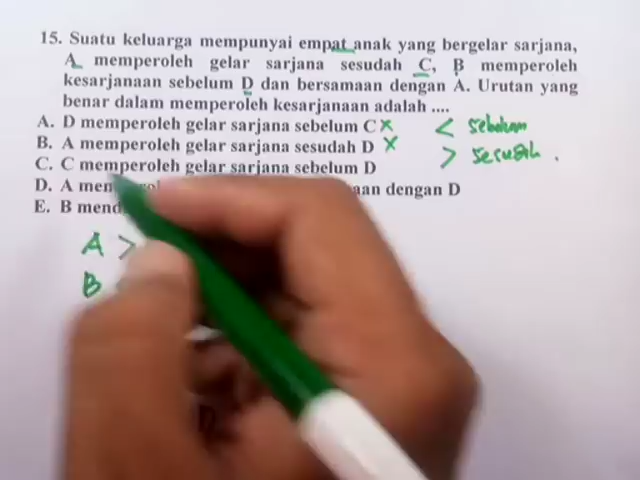 15. Suatu keluarga mempunyai empat anak yang bergelar sarjana,
A memperoleh gelar sarjana sesudah C, B memperoleh
kesarjanaan sebelum D dan bersamaan dengan A. Urutan yang
benar dalam memperoleh kesarjanaan adalah ....
A. D memperoleh gelar sarjana sebelum C x < sebelum
B. A memperoleh gelar sarjana sesudah D x > sesudah .
C. C memperoleh gelar sarjana sebelum D
D. A dengan D
E. B
A >
B